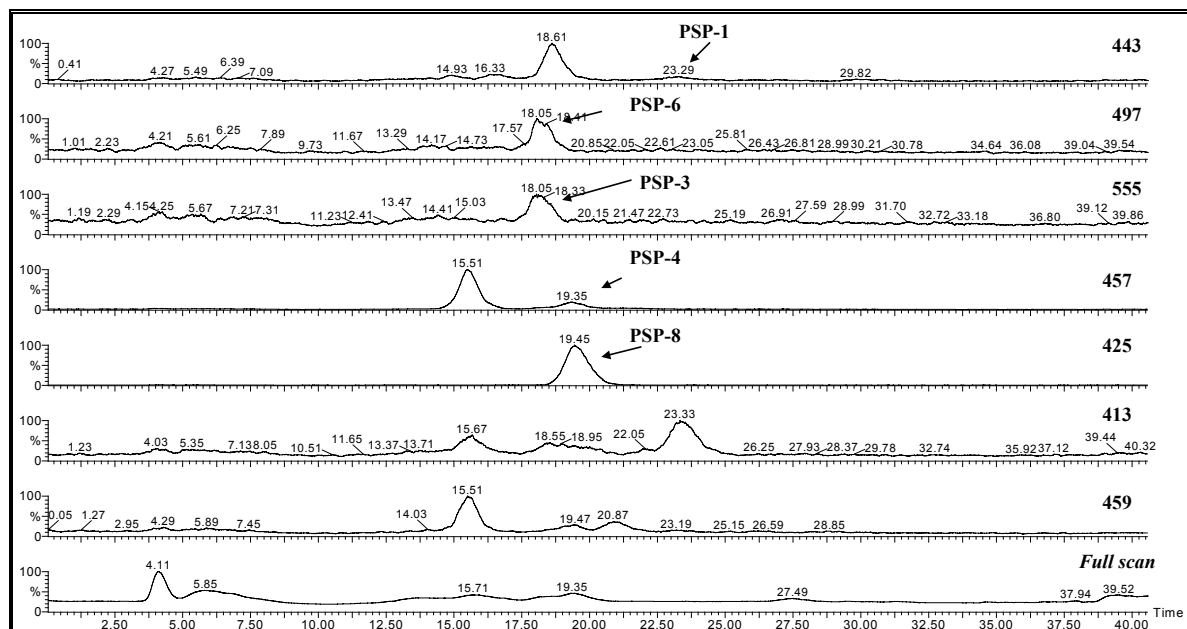 PSP-1
443
100
%
0
0.41 4.27 5.49 6.39 7.09 14.93 16.33 18.61 23.29 29.82
PSP-6
497
100
%
0
1.01 2.23 4.21 5.61 6.25 7.89 9.73 11.67 13.29 14.17 14.73 17.57 18.05 18.41 20.85 22.05 22.61 23.05 25.81 26.43 26.81 28.99 30.21 30.78 34.64 36.08 39.04 39.54
PSP-3
555
100
%
0
1.19 2.29 4.15 4.25 5.67 7.21 7.31 11.23 12.41 13.47 14.41 15.03 18.05 18.33 20.15 21.47 22.73 25.19 26.91 27.59 28.99 31.70 32.72 33.18 36.80 39.12 39.86
PSP-4
457
100
%
0
15.51 19.35
PSP-8
425
100
%
0
19.45
413
100
%
0
1.23 4.03 5.35 7.13 8.05 10.51 11.65 13.37 13.71 15.67 18.55 18.95 22.05 23.33 26.25 27.93 28.37 29.78 32.74 35.92 37.12 39.44 40.32
459
100
%
0
0.05 1.27 2.95 4.29 5.89 7.45 14.03 15.51 19.47 20.87 23.19 25.15 26.59 28.85
Full scan
100
%
0
4.11 5.85 15.71 19.35 27.49 37.94 39.52
Time
2.50 5.00 7.50 10.00 12.50 15.00 17.50 20.00 22.50 25.00 27.50 30.00 32.50 35.00 37.50 40.00